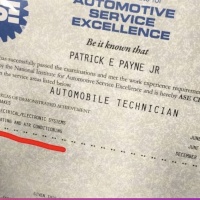 AUTOMOTIVE
SERVICE
EXCELLENCE
Be it known that
PATRICK E PAYNE JR
has successfully passed the examinations and met the work experience requirements
by the National Institute for Automotive Service Excellence and is hereby ASE CE
in the service areas listed below.
AUTOMOBILE TECHNICIAN
ELECTRICAL/ELECTRONIC SYSTEMS
HEATING AND AIR CONDITIONING
JUNE
JUNE
DECEMBER